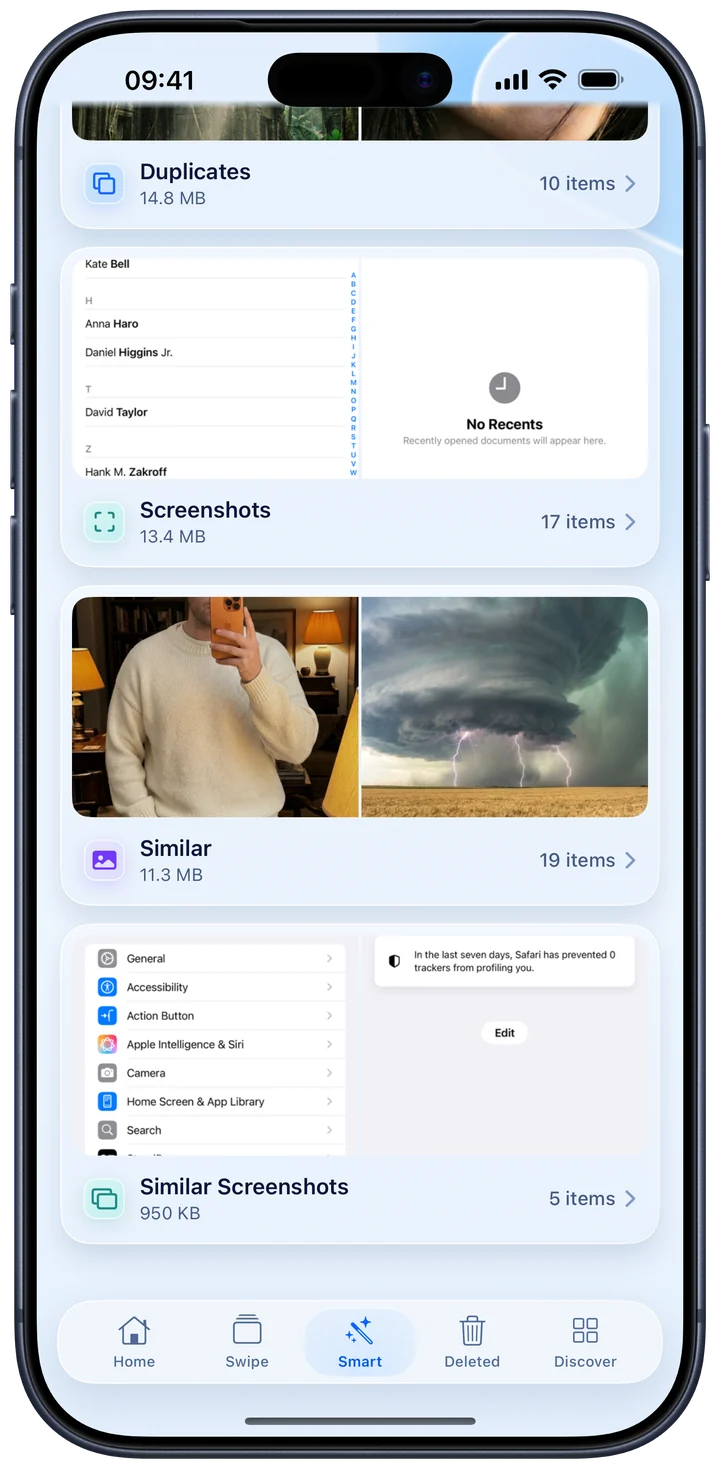 09:41
Duplicates
14.8 MB
10 items
Kate Bell
H
Anna Haro
Daniel Higgins Jr.
T
David Taylor
Z
Hank M. Zakroff
A
B
C
D
E
F
G
H
I
J
K
L
M
N
O
P
Q
R
S
T
U
V
W
No Recents
Recently opened documents will appear here.
Screenshots
13.4 MB
17 items
Similar
11.3 MB
19 items
General
Accessibility
Action Button
Apple Intelligence & Siri
Camera
Home Screen & App Library
Search
In the last seven days, Safari has prevented 0
trackers from profiling you.
Edit
Similar Screenshots
950 KB
5 items
Home
Swipe
Smart
Deleted
Discover